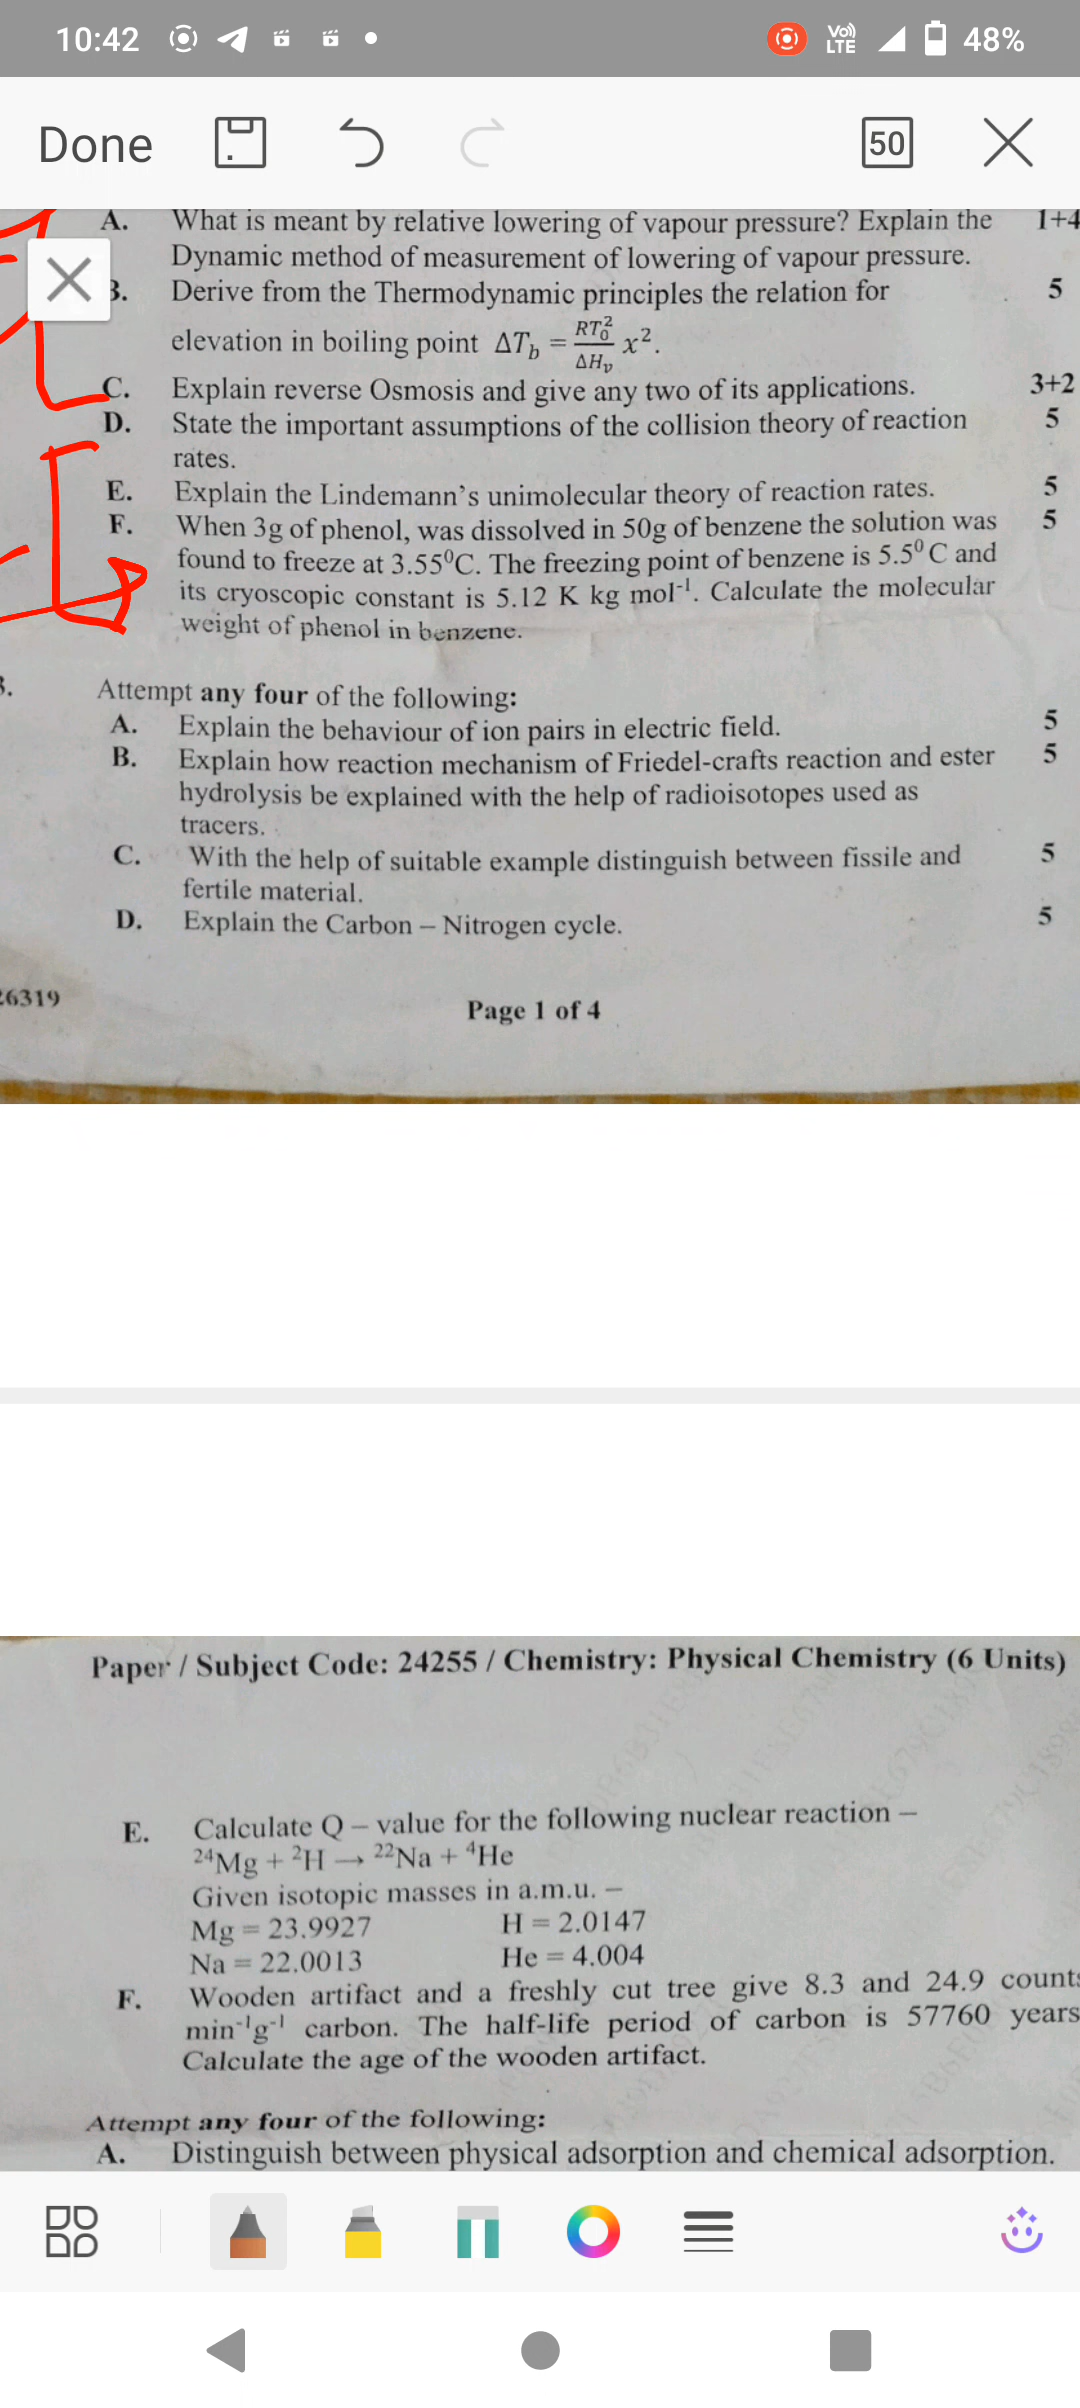 10:42
Vo)) LTE 48%
Done 50
A. What is meant by relative lowering of vapour pressure? Explain the 1+4
Dynamic method of measurement of lowering of vapour pressure.
B. Derive from the Thermodynamic principles the relation for 5
elevation in boiling point ΔT_b = RT₀²/ΔH_v x².
C. Explain reverse Osmosis and give any two of its applications. 3+2
D. State the important assumptions of the collision theory of reaction 5
rates.
E. Explain the Lindemann's unimolecular theory of reaction rates. 5
F. When 3g of phenol, was dissolved in 50g of benzene the solution was 5
found to freeze at 3.55⁰C. The freezing point of benzene is 5.5⁰ C and
its cryoscopic constant is 5.12 K kg mol⁻¹. Calculate the molecular
weight of phenol in benzene.
3. Attempt any four of the following:
A. Explain the behaviour of ion pairs in electric field. 5
B. Explain how reaction mechanism of Friedel-crafts reaction and ester 5
hydrolysis be explained with the help of radioisotopes used as
tracers.
C. With the help of suitable example distinguish between fissile and 5
fertile material.
D. Explain the Carbon – Nitrogen cycle. 5
26319
Page 1 of 4
Paper / Subject Code: 24255 / Chemistry: Physical Chemistry (6 Units)
E. Calculate Q – value for the following nuclear reaction –
²⁴Mg + ²H → ²²Na + ⁴He
Given isotopic masses in a.m.u. –
Mg = 23.9927 H = 2.0147
Na = 22.0013 He = 4.004
F. Wooden artifact and a freshly cut tree give 8.3 and 24.9 counts
min⁻¹g⁻¹ carbon. The half-life period of carbon is 57760 years
Calculate the age of the wooden artifact.
Attempt any four of the following:
A. Distinguish between physical adsorption and chemical adsorption.